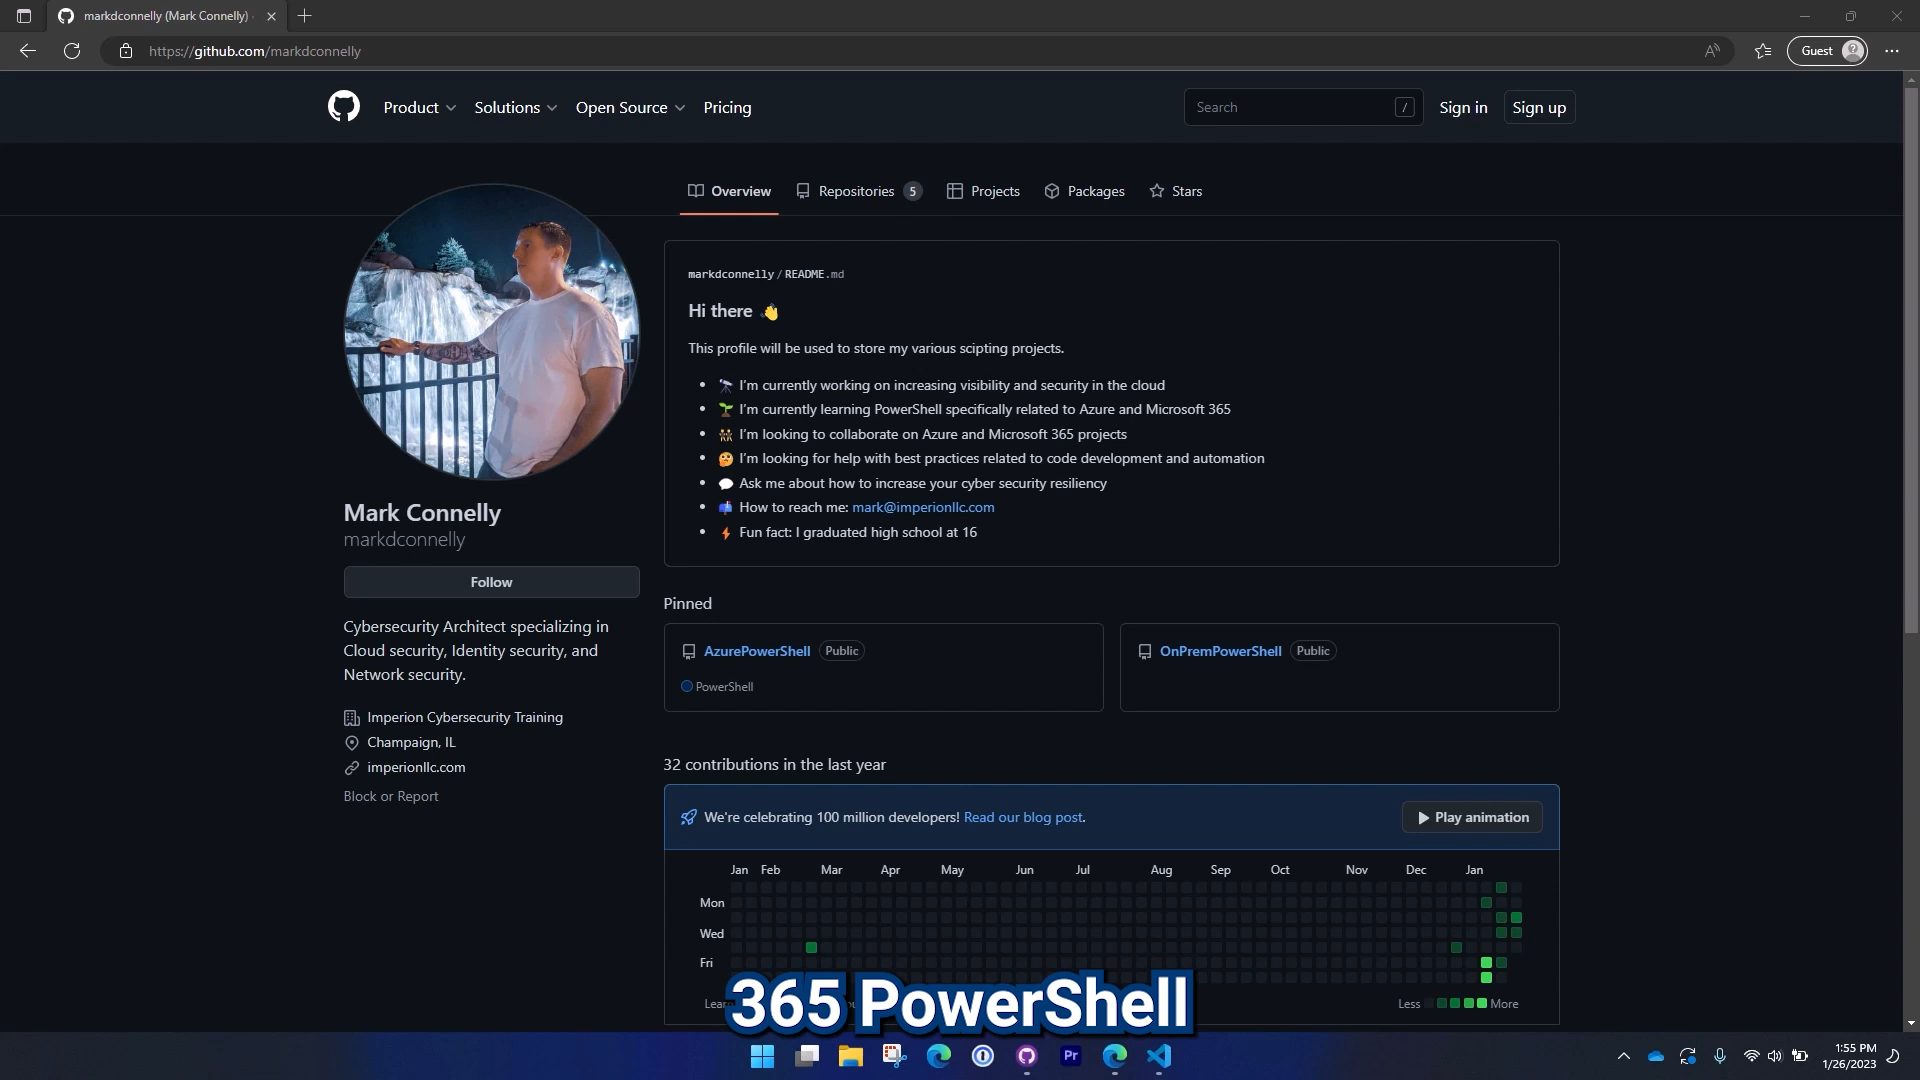 markdconnelly (Mark Connelly)
https://github.com/markdconnelly
Guest
Product
Solutions
Open Source
Pricing
Search
/
Sign in
Sign up
Overview
Repositories 5
Projects
Packages
Stars
markdconnelly / README.md
Hi there 👋
This profile will be used to store my various scipting projects.
I'm currently working on increasing visibility and security in the cloud
I'm currently learning PowerShell specifically related to Azure and Microsoft 365
I'm looking to collaborate on Azure and Microsoft 365 projects
I'm looking for help with best practices related to code development and automation
Ask me about how to increase your cyber security resiliency
How to reach me: mark@imperionllc.com
Fun fact: I graduated high school at 16
Mark Connelly
markdconnelly
Follow
Cybersecurity Architect specializing in
Cloud security, Identity security, and
Network security.
Imperion Cybersecurity Training
Champaign, IL
imperionllc.com
Block or Report
Pinned
AzurePowerShell Public
PowerShell
OnPremPowerShell Public
32 contributions in the last year
We're celebrating 100 million developers! Read our blog post.
Play animation
Jan Feb Mar Apr May Jun Jul Aug Sep Oct Nov Dec Jan
Mon
Wed
Fri
Less More
365 PowerShell
Pr
1:55 PM
1/26/2023